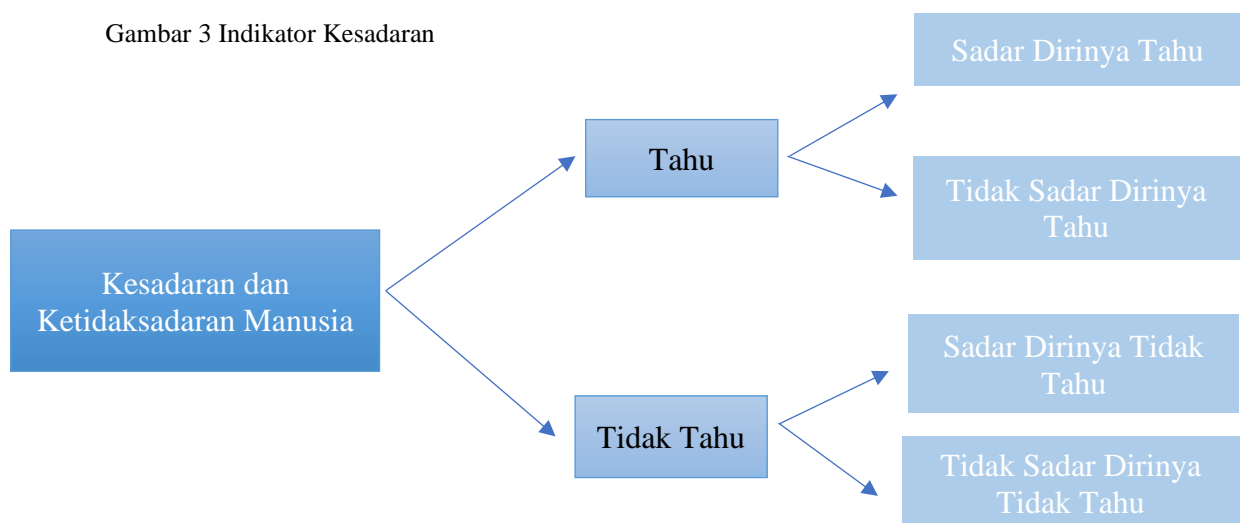 Gambar 3 Indikator Kesadaran
Kesadaran dan
Ketidaksadaran Manusia
Tahu
Sadar Dirinya Tahu
Tidak Sadar Dirinya
Tahu
Tidak Tahu
Sadar Dirinya Tidak
Tahu
Tidak Sadar Dirinya
Tidak Tahu